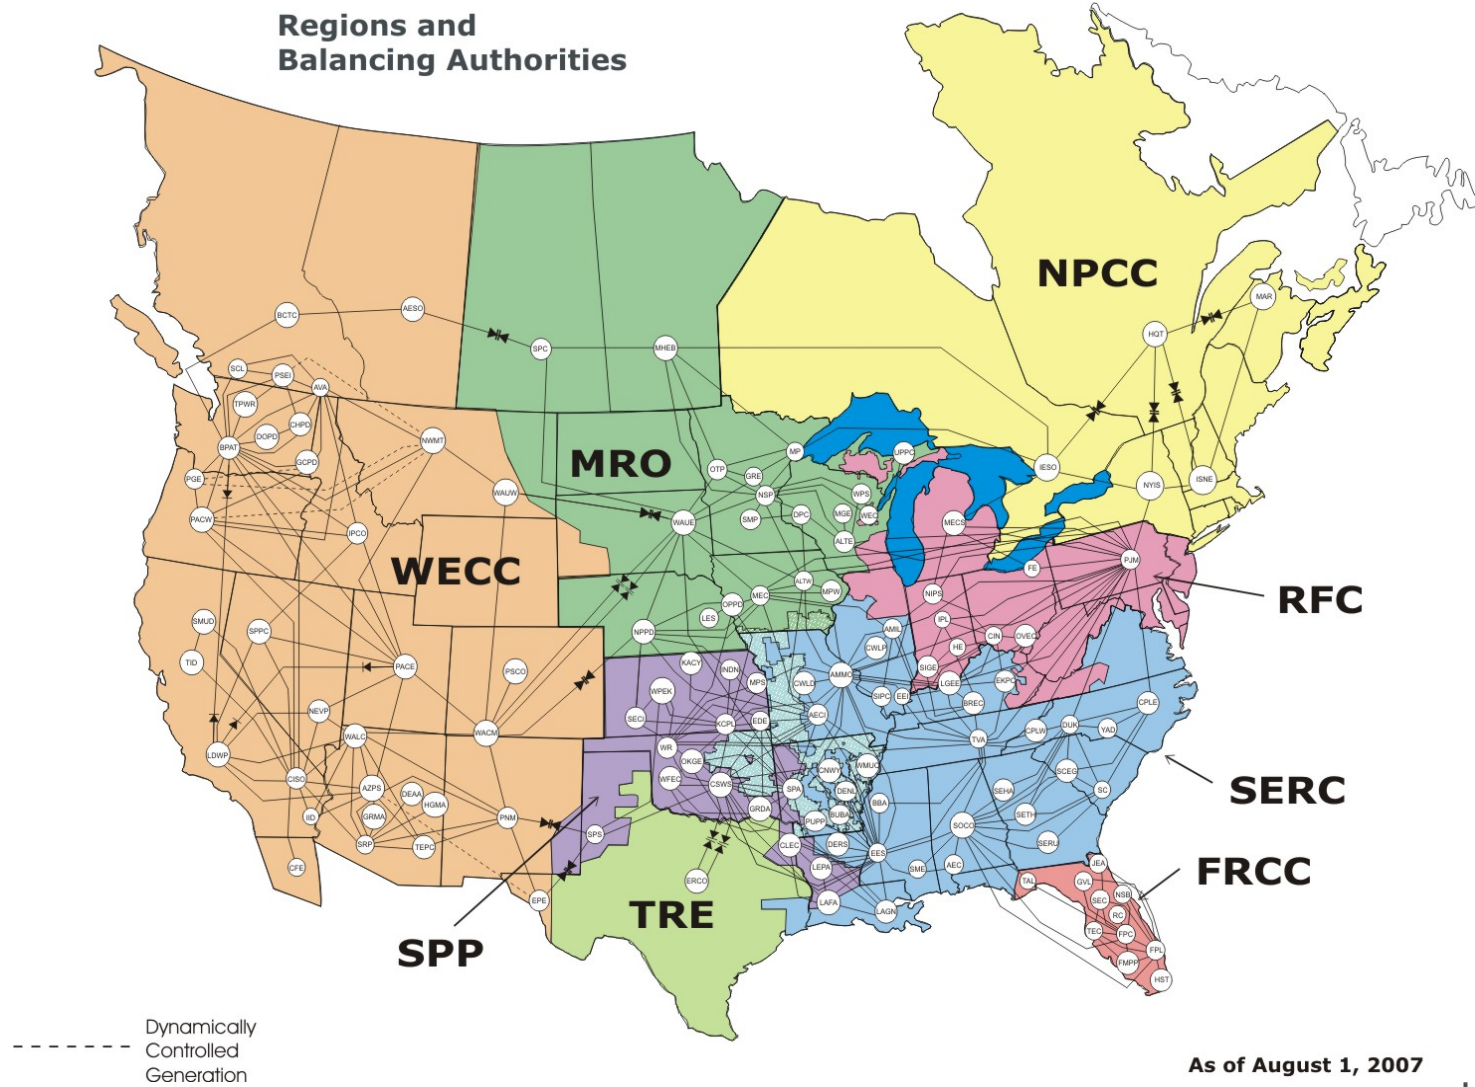 Regions and
Balancing Authorities
NPCC
MAR
HQT
BCTC
AESO
SPC
MHEB
SCL
PSEI
AVA
TPWR
CHPD
DOPD
BPAT
GCPD
NWMT
MRO
OTP
GRE
MP
UPPC
IESO
NYIS
ISNE
PGE
PACW
WAUW
IPCO
WAUE
NSP
SMP
DPC
WPS
MGE
WEC
ALTE
MECS
WECC
PJM
FE
RFC
NIPS
ALTW
MPW
MEC
OPPD
LES
NPPD
SMUD
SPPC
TID
PACE
PSCO
IPL
AMIL
CWLP
HE
CIN
OVEC
SIGE
LGEE
EKPC
BREC
KACY
INDN
MPS
WPEK
CWLD
AMMO
SIPC
EEI
NEVP
SECI
KCPL
EDE
AECI
CPLE
WALC
WACM
WR
OKGE
TVA
CPLW
DUK
YAD
LDWP
CISO
WFEC
CSWS
CNWY
WMUC
SCEG
SERC
AZPS
DEAA
HGMA
GRMA
IID
SPA
DENL
BBA
SEHA
SC
PNM
GRDA
PUPP
BUBA
SETH
SOCO
SRP
TEPC
SPS
CLEC
DERS
EES
SERU
CFE
ERCO
LEPA
SME
AEC
JEA
FRCC
EPE
TRE
LAFA
LAGN
TAL
GVL
NSB
SEC
RC
TEC
FPC
SPP
FPL
FMPP
HST
Dynamically
Controlled
Generation
As of August 1, 2007